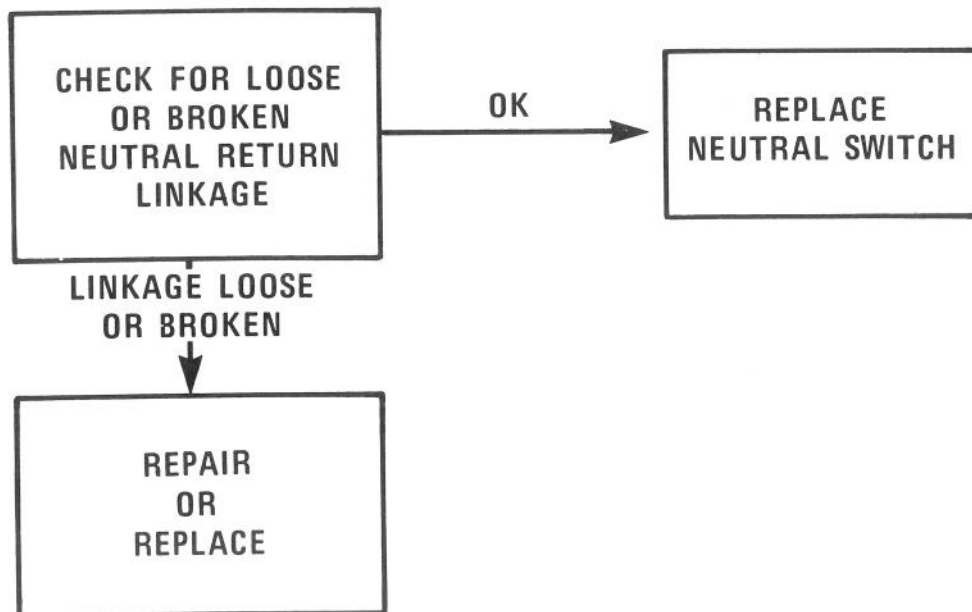 CHECK FOR LOOSE
OR BROKEN
NEUTRAL RETURN
LINKAGE
OK
REPLACE
NEUTRAL SWITCH
LINKAGE LOOSE
OR BROKEN
REPAIR
OR
REPLACE